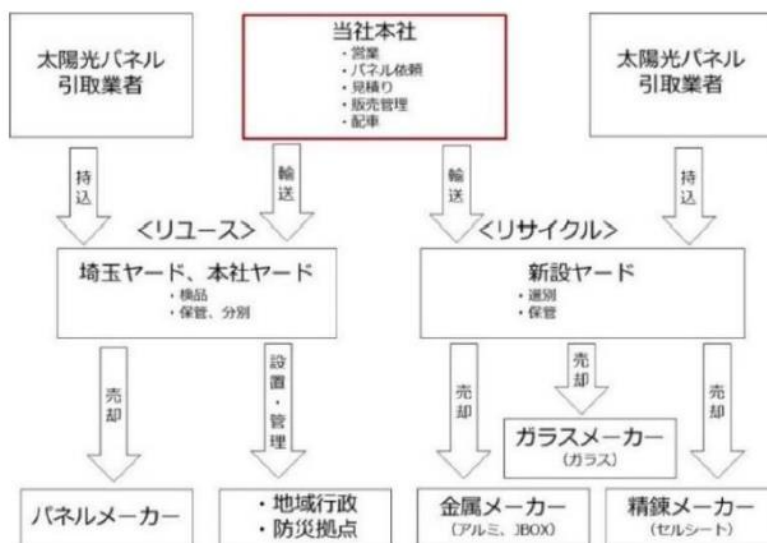 太陽光パネル
引取業者
当社本社
・営業
・パネル依頼
・見積り
・販売管理
・配車
太陽光パネル
引取業者
持込
輸送
輸送
持込
<リユース>
<リサイクル>
埼玉ヤード、本社ヤード
・検品
・保管、分別
新設ヤード
・選別
・保管
売却
設置・管理
売却
売却
売却
ガラスメーカー
(ガラス)
パネルメーカー
・地域行政
・防災拠点
金属メーカー
(アルミ、JBOX)
精錬メーカー
(セルシート)